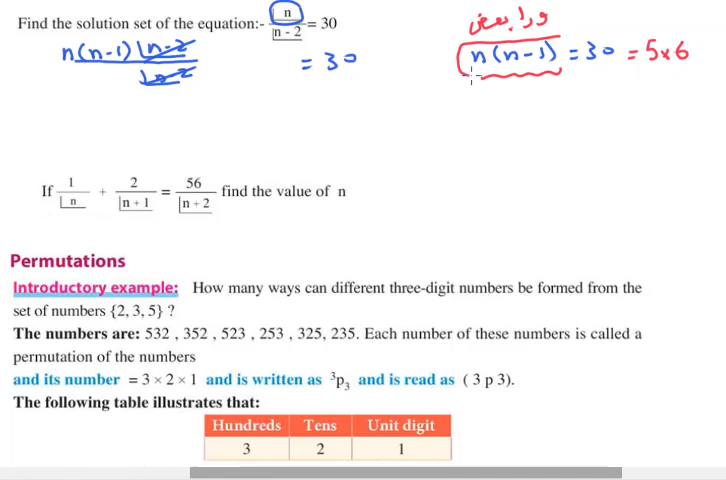 Find the solution set of the equation:- |n / |n - 2 = 30
n(n-1) |n-2 / |n-2 = 30
ورا بعض
n (n-1) = 30 = 5×6
If 1 / |n + 2 / |n + 1 = 56 / |n + 2 find the value of n
Permutations
Introductory example: How many ways can different three-digit numbers be formed from the
set of numbers {2, 3, 5} ?
The numbers are: 532 , 352 , 523 , 253 , 325, 235. Each number of these numbers is called a
permutation of the numbers
and its number = 3 × 2 × 1 and is written as ³p₃ and is read as ( 3 p 3).
The following table illustrates that:
Hundreds Tens Unit digit
3 2 1